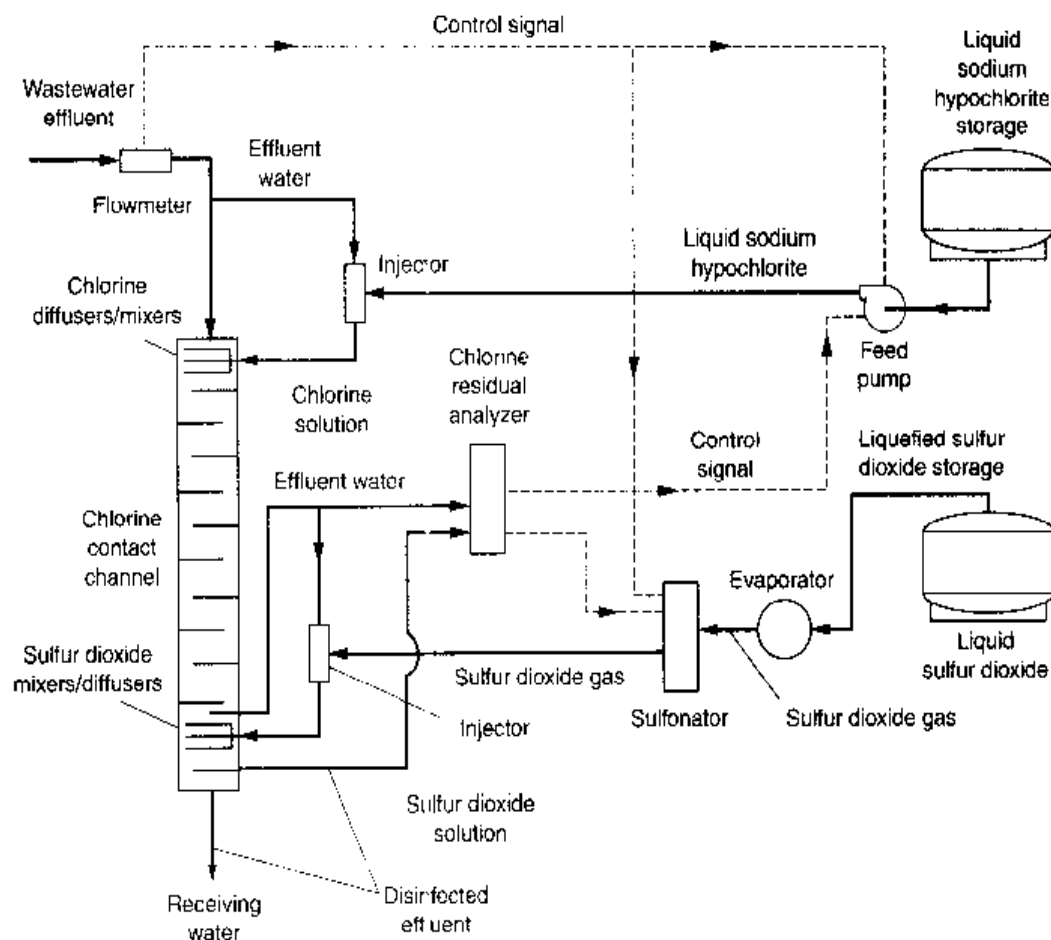 Control signal
Liquid
sodium
hypochlorite
storage
Wastewater
effluent
Effluent
water
Flowmeter
Injector
Liquid sodium
hypochlorite
Chlorine
diffusers/mixers
Feed
pump
Chlorine
residual
analyzer
Chlorine
solution
Control
signal
Liquefied sulfur
dioxide storage
Effluent water
Chlorine
contact
channel
Evaporator
Sulfur dioxide
mixers/diffusers
Sulfur dioxide gas
Liquid
sulfur dioxide
Injector
Sulfonator
Sulfur dioxide gas
Sulfur dioxide
solution
Receiving
water
Disinfected
effluent